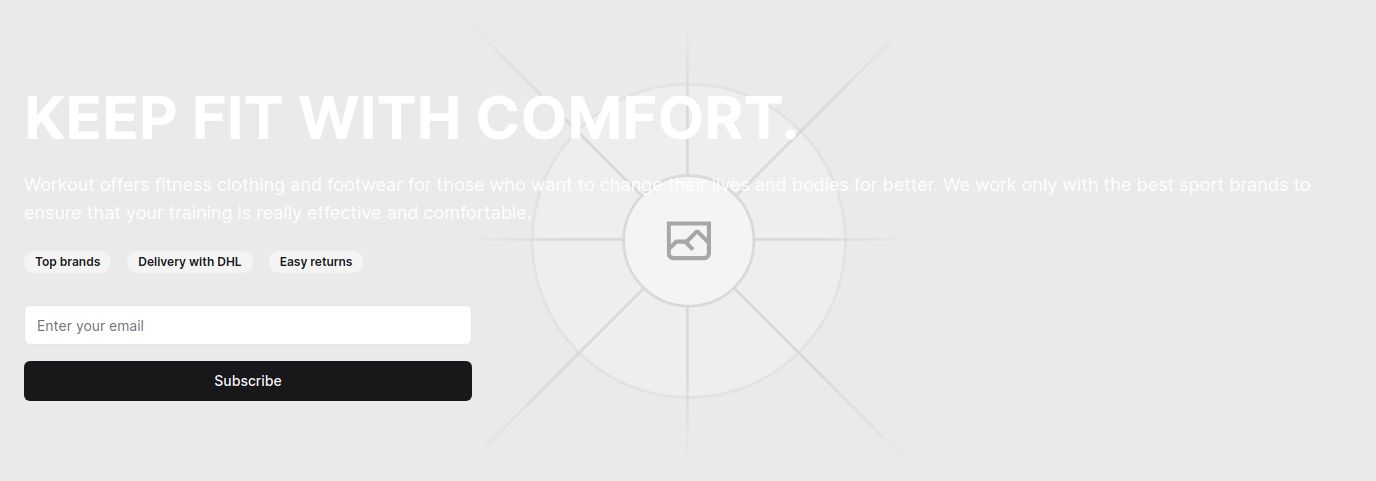 KEEP FIT WITH COMFORT.
Workout offers fitness clothing and footwear for those who want to change their lives and bodies for better. We work only with the best sport brands to
ensure that your training is really effective and comfortable.
Top brands Delivery with DHL Easy returns
Enter your email
Subscribe